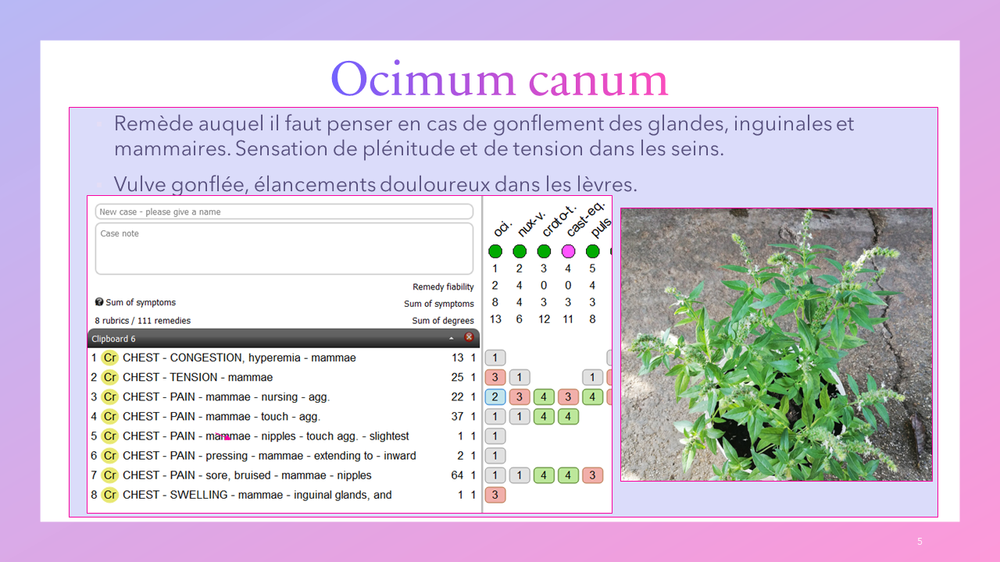 Ocimum canum
Remède auquel il faut penser en cas de gonflement des glandes, inguinales et
mammaires. Sensation de plénitude et de tension dans les seins.
Vulve gonflée, élancements douloureux dans les lèvres.
New case - please give a name
Case note
Remedy fiability
Sum of symptoms
Sum of symptoms
8 rubrics / 111 remedies
Sum of degrees
oci. nux-v. croto-t. cast-eq. puls
1 2 3 4 5
2 4 0 0 4
8 4 3 3 3
13 6 12 11 8
Clipboard 6
1 Cr CHEST - CONGESTION, hyperemia - mammae 13 1 1
2 Cr CHEST - TENSION - mammae 25 1 3 1 1
3 Cr CHEST - PAIN - mammae - nursing - agg. 22 1 2 3 4 3 4
4 Cr CHEST - PAIN - mammae - touch - agg. 37 1 1 1 4 4
5 Cr CHEST - PAIN - mammae - nipples - touch agg. - slightest 1 1 1
6 Cr CHEST - PAIN - pressing - mammae - extending to - inward 2 1 1
7 Cr CHEST - PAIN - sore, bruised - mammae - nipples 64 1 1 1 4 4 3
8 Cr CHEST - SWELLING - mammae - inguinal glands, and 1 1 3
5